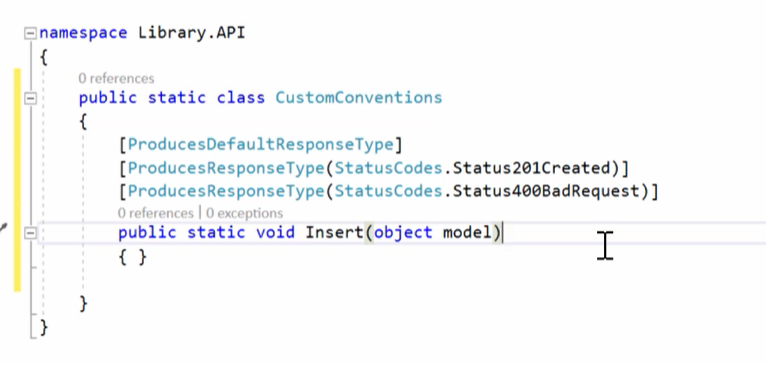 namespace Library.API
{
0 references
public static class CustomConventions
{
[ProducesDefaultResponseType]
[ProducesResponseType(StatusCodes.Status201Created)]
[ProducesResponseType(StatusCodes.Status400BadRequest)]
0 references | 0 exceptions
public static void Insert(object model)
{ }
}
}